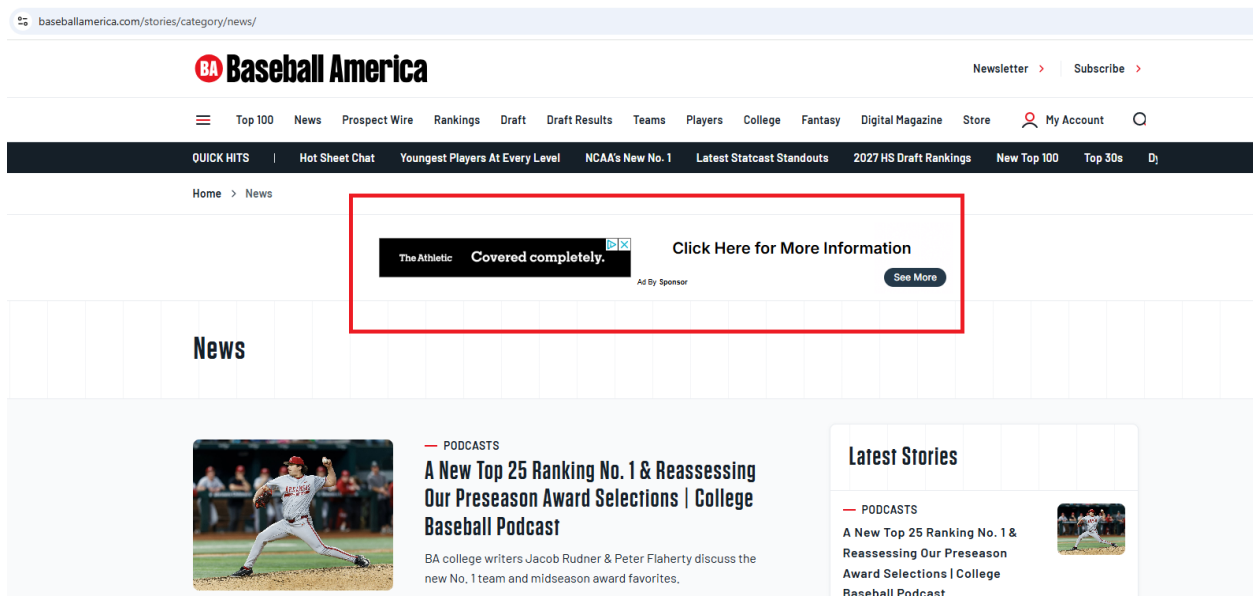 baseballamerica.com/stories/category/news/
BA Baseball America
Newsletter
Subscribe
Top 100
News
Prospect Wire
Rankings
Draft
Draft Results
Teams
Players
College
Fantasy
Digital Magazine
Store
My Account
QUICK HITS
Hot Sheet Chat
Youngest Players At Every Level
NCAA's New No. 1
Latest Statcast Standouts
2027 HS Draft Rankings
New Top 100
Top 30s
Home > News
The Athletic
Covered completely.
Click Here for More Information
Ad By Sponsor
See More
News
PODCASTS
A New Top 25 Ranking No. 1 & Reassessing
Our Preseason Award Selections | College
Baseball Podcast
BA college writers Jacob Rudner & Peter Flaherty discuss the
new No. 1 team and midseason award favorites.
Latest Stories
PODCASTS
A New Top 25 Ranking No. 1 &
Reassessing Our Preseason
Award Selections | College
Baseball Podcast